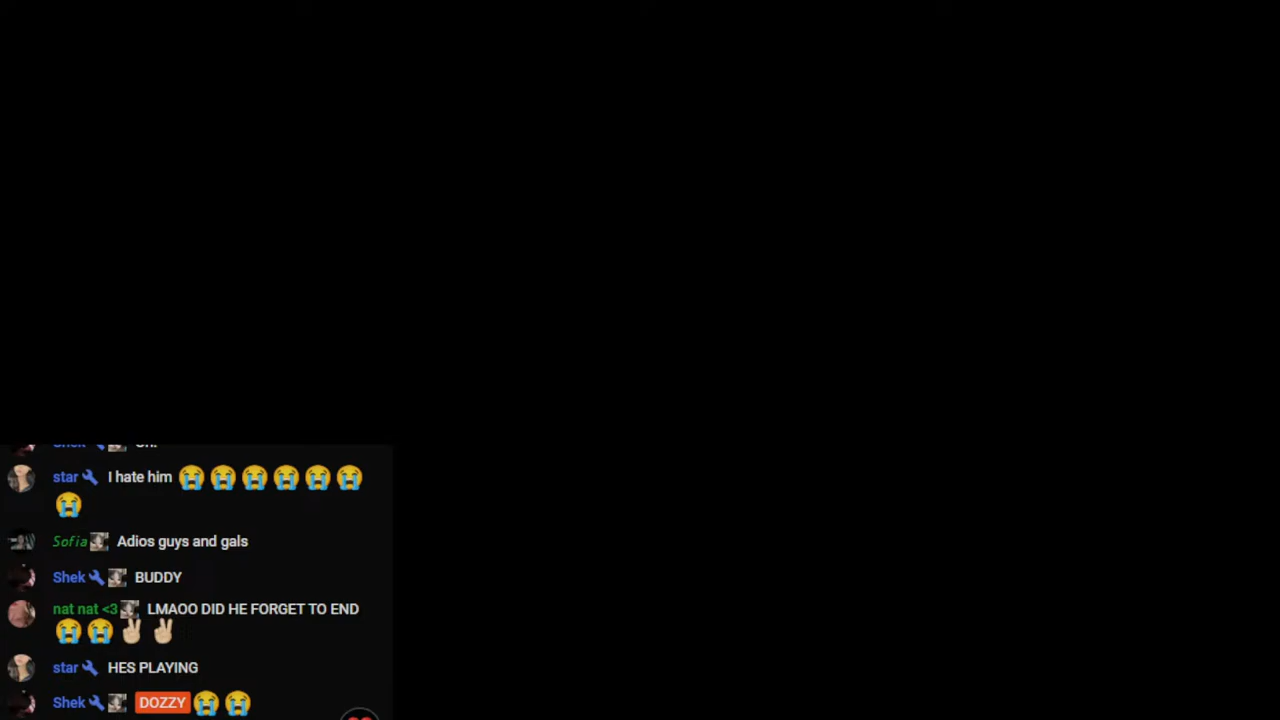 star I hate him 😭😭😭😭😭😭
😭
Sofia Adios guys and gals
Shek BUDDY
nat nat <3 LMAOO DID HE FORGET TO END
😭😭✌🏼✌🏼
star HES PLAYING
Shek DOZZY 😭😭